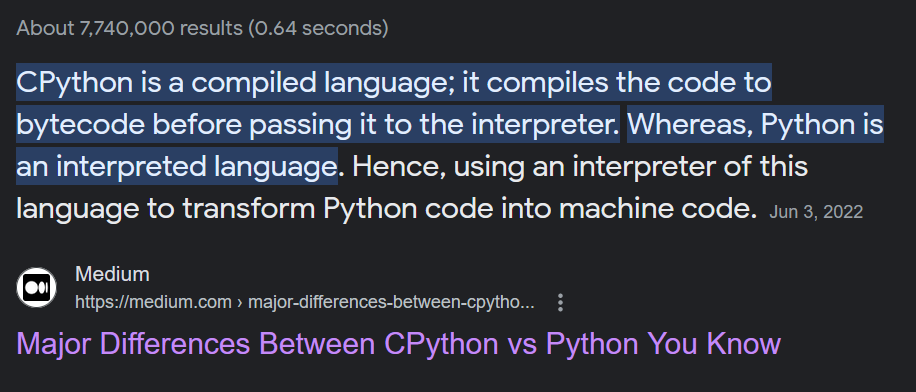 About 7,740,000 results (0.64 seconds)
CPython is a compiled language; it compiles the code to
bytecode before passing it to the interpreter. Whereas, Python is
an interpreted language. Hence, using an interpreter of this
language to transform Python code into machine code. Jun 3, 2022
Medium
https://medium.com › major-differences-between-cpytho...
Major Differences Between CPython vs Python You Know